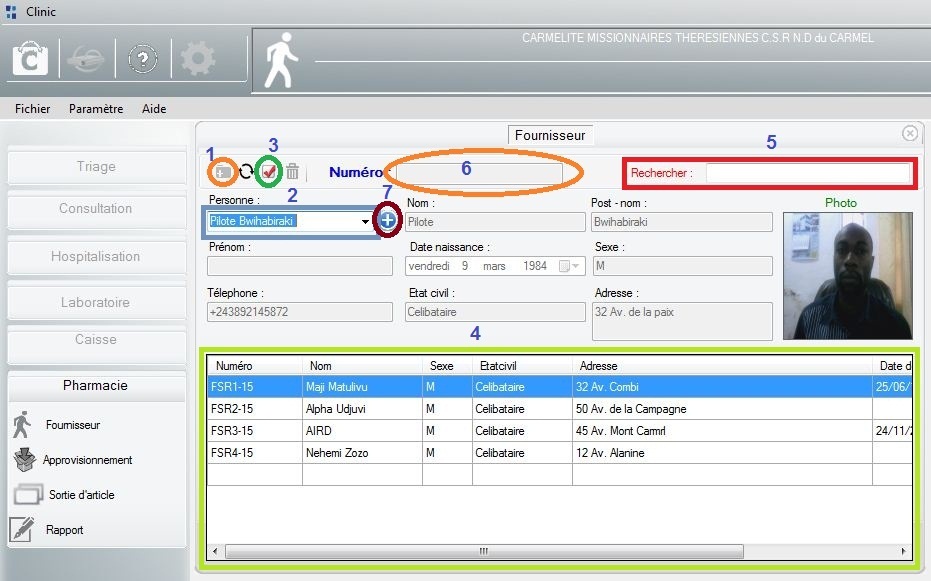 Clinic
CARMELITE MISSIONNAIRES THERESIENNES C.S.R N.D du CARMEL
C
?
Fichier Paramètre Aide
Fournisseur
Triage
Consultation
Hospitalisation
Laboratoire
Caisse
Pharmacie
Fournisseur
Approvisionnement
Sortie d'article
Rapport
1 3 5
Numéro 6 Rechercher :
2 7
Personne : Nom : Post - nom : Photo
Pilote Bwihabiraki Pilote Bwihabiraki
Prénom : Date naissance : Sexe :
vendredi 9 mars 1984 M
Télephone : Etat civil : Adresse :
+243892145872 Celibataire 32 Av. de la paix
4
Numéro Nom Sexe Etatcivil Adresse Date d
FSR1-15 Maji Matulivu M Celibataire 32 Av. Combi 25/06/
FSR2-15 Alpha Udjuvi M Celibataire 50 Av. de la Campagne
FSR3-15 AIRD M Celibataire 45 Av. Mont Carmrl 24/11/2
FSR4-15 Nehemi Zozo M Celibataire 12 Av. Alanine